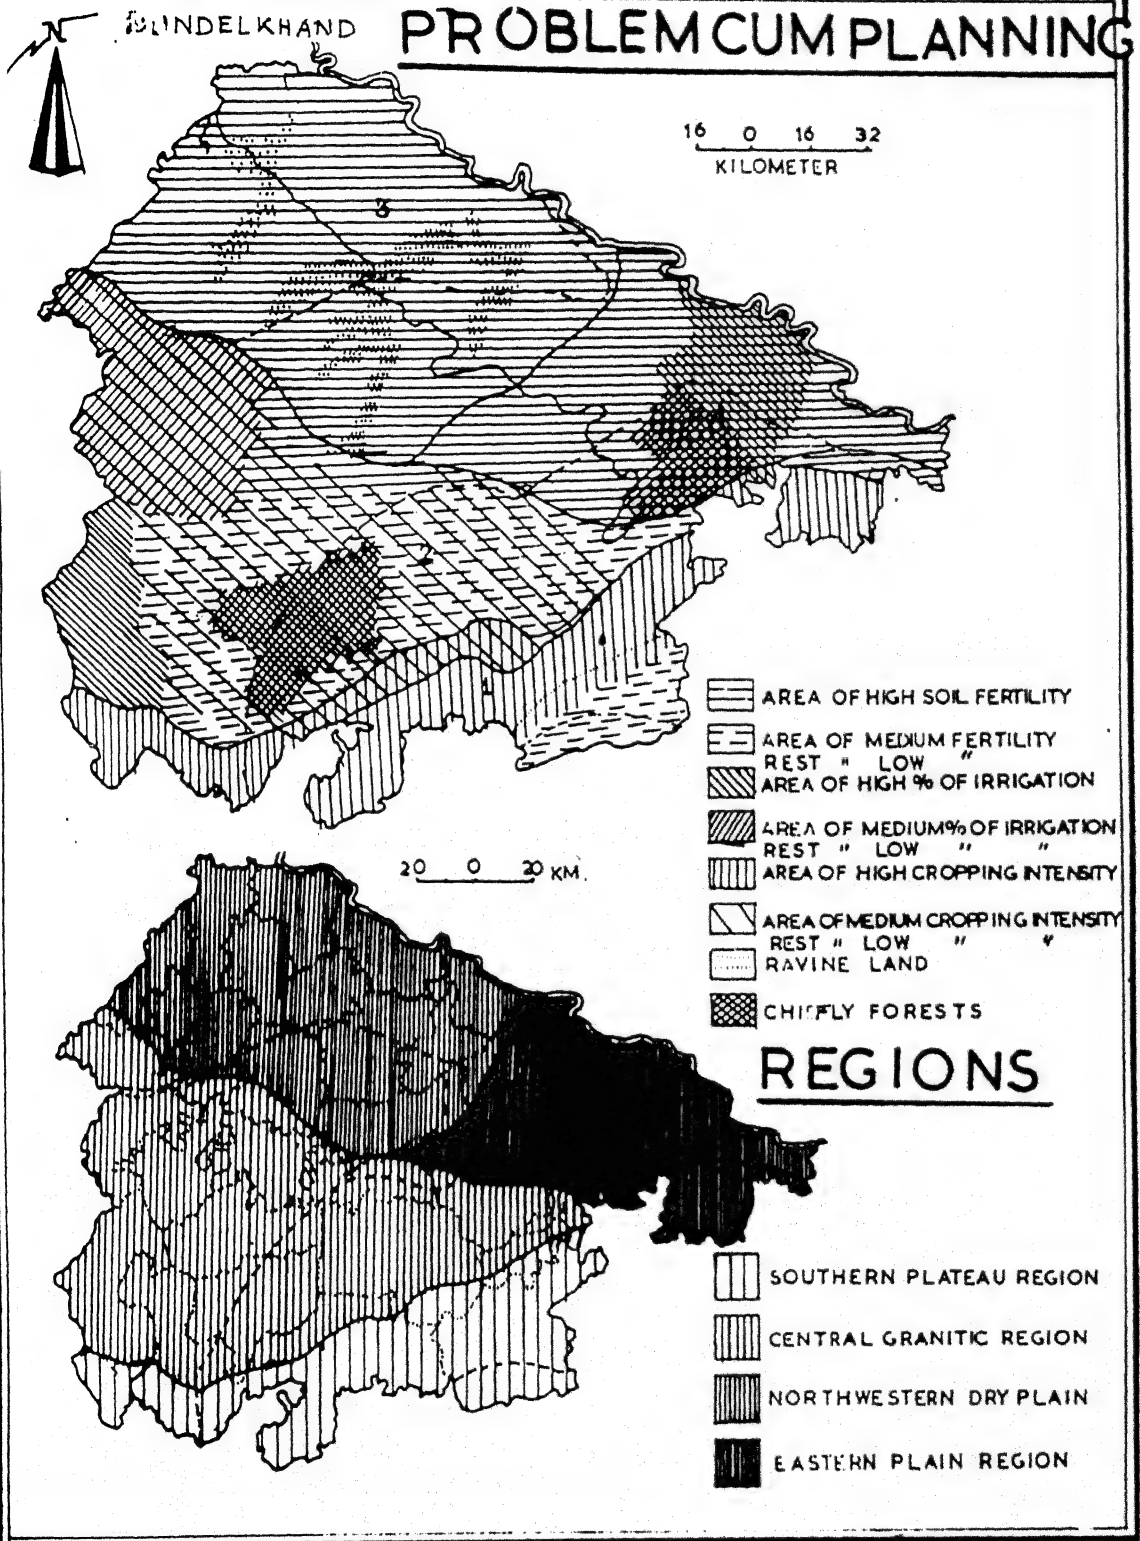 N
BUNDELKHAND
PROBLEM CUM PLANNING
16 0 16 32
KILOMETER
3
2
1
AREA OF HIGH SOIL FERTILITY
AREA OF MEDIUM FERTILITY
REST " LOW "
AREA OF HIGH % OF IRRIGATION
AREA OF MEDIUM% OF IRRIGATION
REST " LOW " "
AREA OF HIGH CROPPING INTENSITY
AREA OF MEDIUM CROPPING INTENSITY
REST " LOW " "
RAVINE LAND
CHIEFLY FORESTS
20 0 20 KM.
REGIONS
SOUTHERN PLATEAU REGION
CENTRAL GRANITIC REGION
NORTHWESTERN DRY PLAIN
EASTERN PLAIN REGION